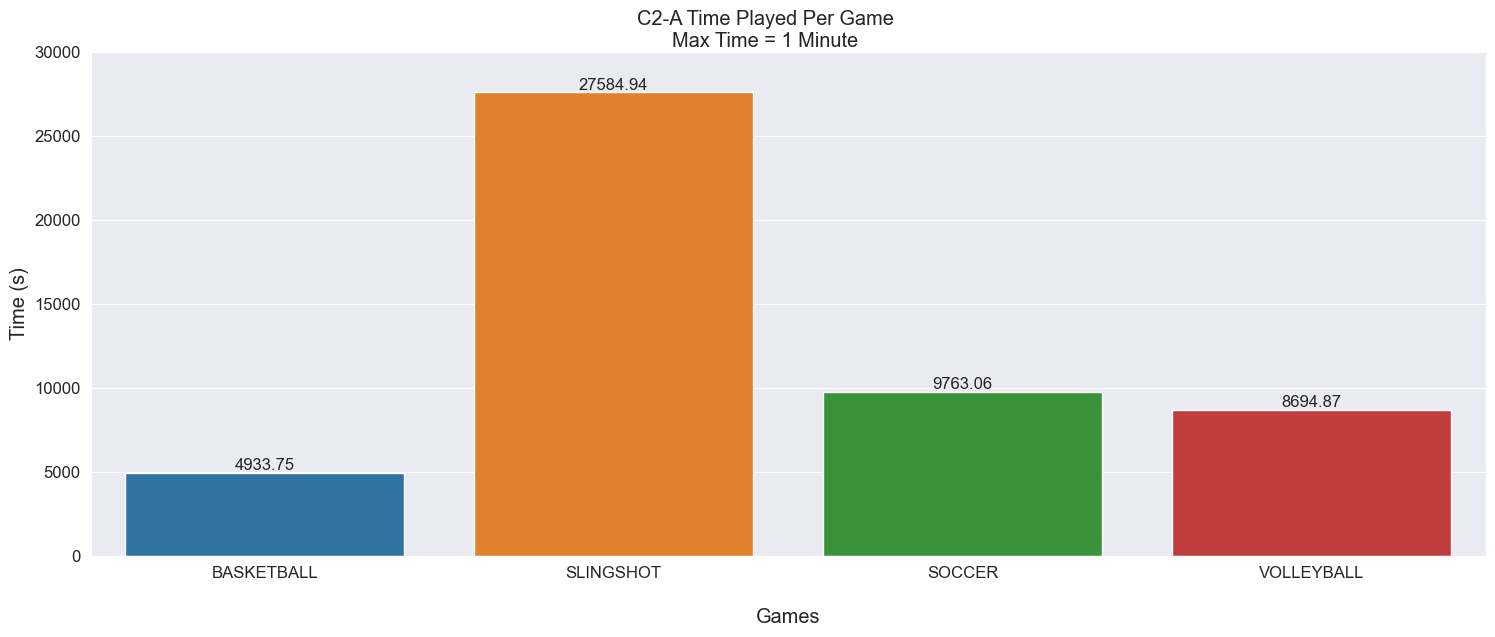 C2-A Time Played Per Game
Max Time = 1 Minute
30000
25000
20000
15000
10000
5000
0
Time (s)
4933.75
27584.94
9763.06
8694.87
BASKETBALL
SLINGSHOT
SOCCER
VOLLEYBALL
Games